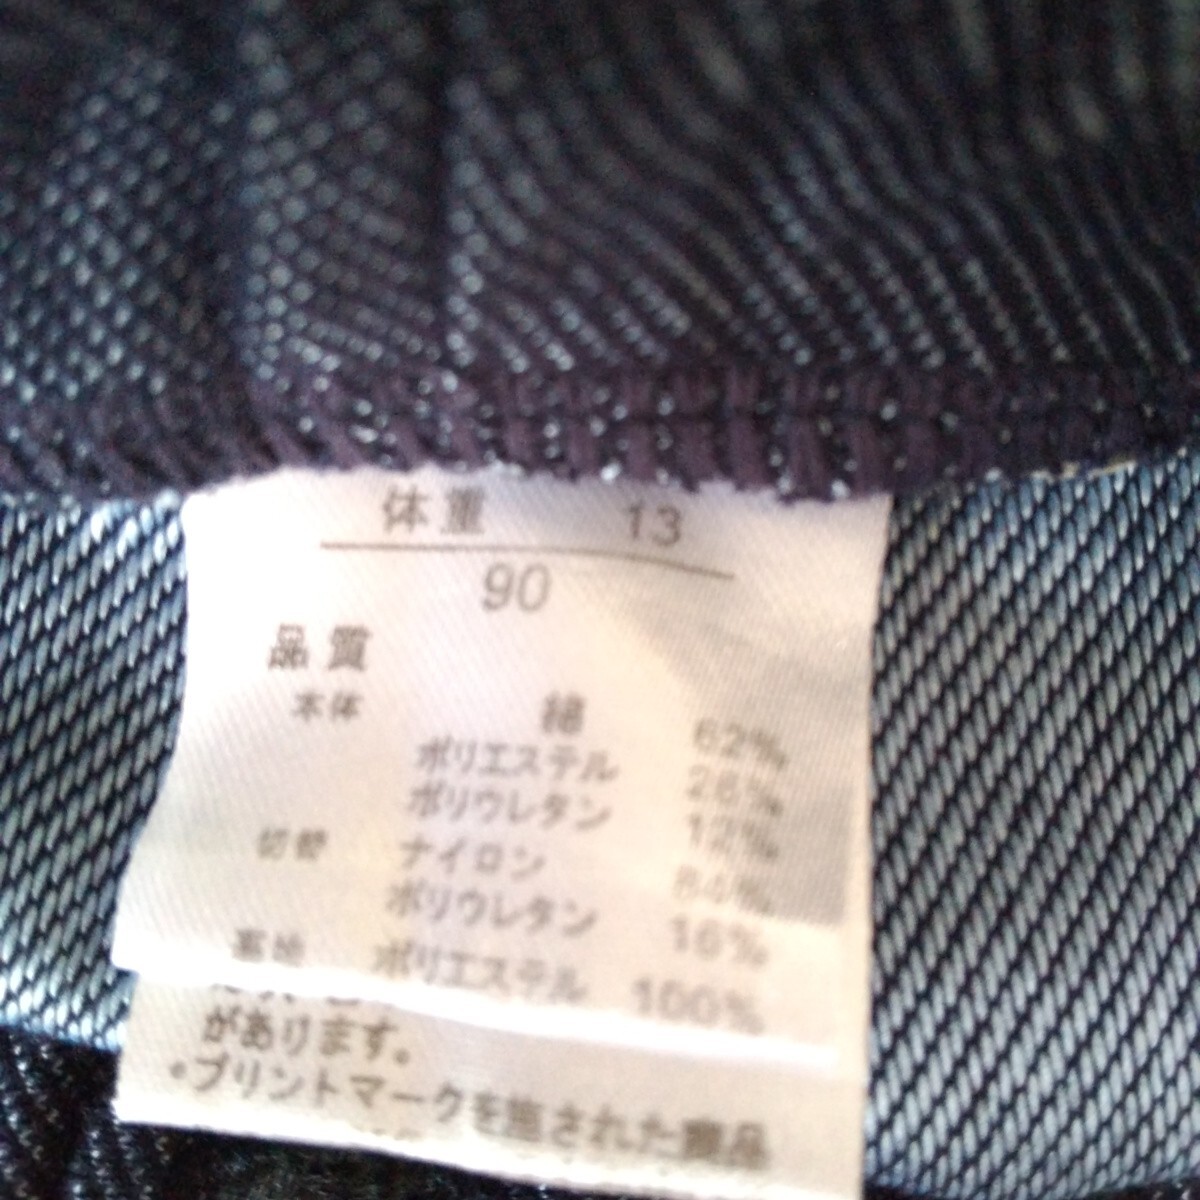 体重 13
90
品質
本体 綿 62%
ポリエステル 26%
ポリウレタン 12%
切替 ナイロン 84%
ポリウレタン 16%
裏地 ポリエステル 100%
があります。
•プリントマークを施された商品